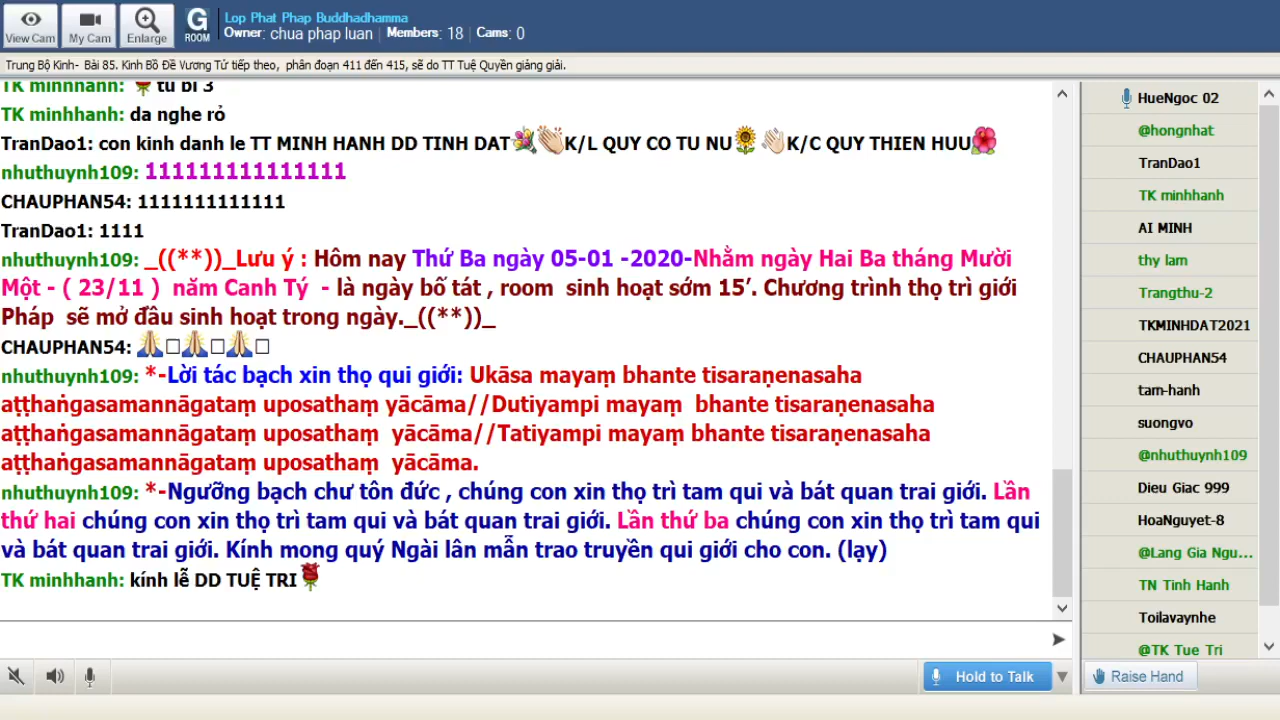 View Cam
My Cam
Enlarge
G
ROOM
Lop Phat Phap Buddhadhamma
Owner: chua phap luan | Members: 18 | Cams: 0
Trung Bộ Kinh- Bài 85. Kinh Bồ Đề Vương Tử tiếp theo, phân đoạn 411 đến 415, sẽ do TT Tuệ Quyền giảng giải.
TK minhhanh: 🌹 tu bi 3
TK minhhanh: da nghe rỏ
TranDao1: con kinh danh le TT MINH HANH DD TINH DAT💐👏K/L QUY CO TU NU🌻👋K/C QUY THIEN HUU🌺
nhuthuynh109: 111111111111111
CHAUPHAN54: 1111111111111
TranDao1: 1111
nhuthuynh109: _((**))_Lưu ý : Hôm nay Thứ Ba ngày 05-01 -2020-Nhằm ngày Hai Ba tháng Mười
Một - ( 23/11 ) năm Canh Tý - là ngày bố tát , room sinh hoạt sớm 15’. Chương trình thọ trì giới
Pháp sẽ mở đầu sinh hoạt trong ngày._((**))_
CHAUPHAN54: 🙏□🙏□🙏□
nhuthuynh109: *-Lời tác bạch xin thọ qui giới: Ukāsa mayaṃ bhante tisaraṇenasaha
aṭṭhaṅgasamannāgataṃ uposathaṃ yācāma//Dutiyampi mayaṃ bhante tisaraṇenasaha
aṭṭhaṅgasamannāgataṃ uposathaṃ yācāma//Tatiyampi mayaṃ bhante tisaraṇenasaha
aṭṭhaṅgasamannāgataṃ uposathaṃ yācāma.
nhuthuynh109: *-Ngưỡng bạch chư tôn đức , chúng con xin thọ trì tam qui và bát quan trai giới. Lần
thứ hai chúng con xin thọ trì tam qui và bát quan trai giới. Lần thứ ba chúng con xin thọ trì tam qui
và bát quan trai giới. Kính mong quý Ngài lân mẫn trao truyền qui giới cho con. (lạy)
TK minhhanh: kính lễ DD TUỆ TRI🌹
Hold to Talk
HueNgoc 02
@hongnhat
TranDao1
TK minhhanh
AI MINH
thy lam
Trangthu-2
TKMINHDAT2021
CHAUPHAN54
tam-hanh
suongvo
@nhuthuynh109
Dieu Giac 999
HoaNguyet-8
@Lang Gia Ngu...
TN Tinh Hanh
Toilavaynhe
@TK Tue Tri
Raise Hand